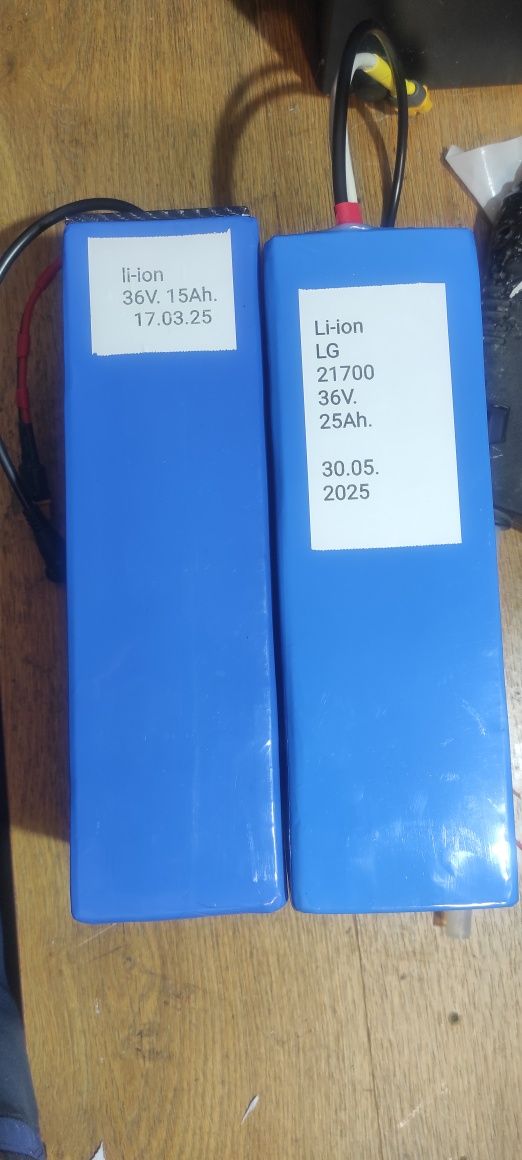 li-ion
36V. 15Ah.
17.03.25
Li-ion
LG
21700
36V.
25Ah.
30.05.
2025